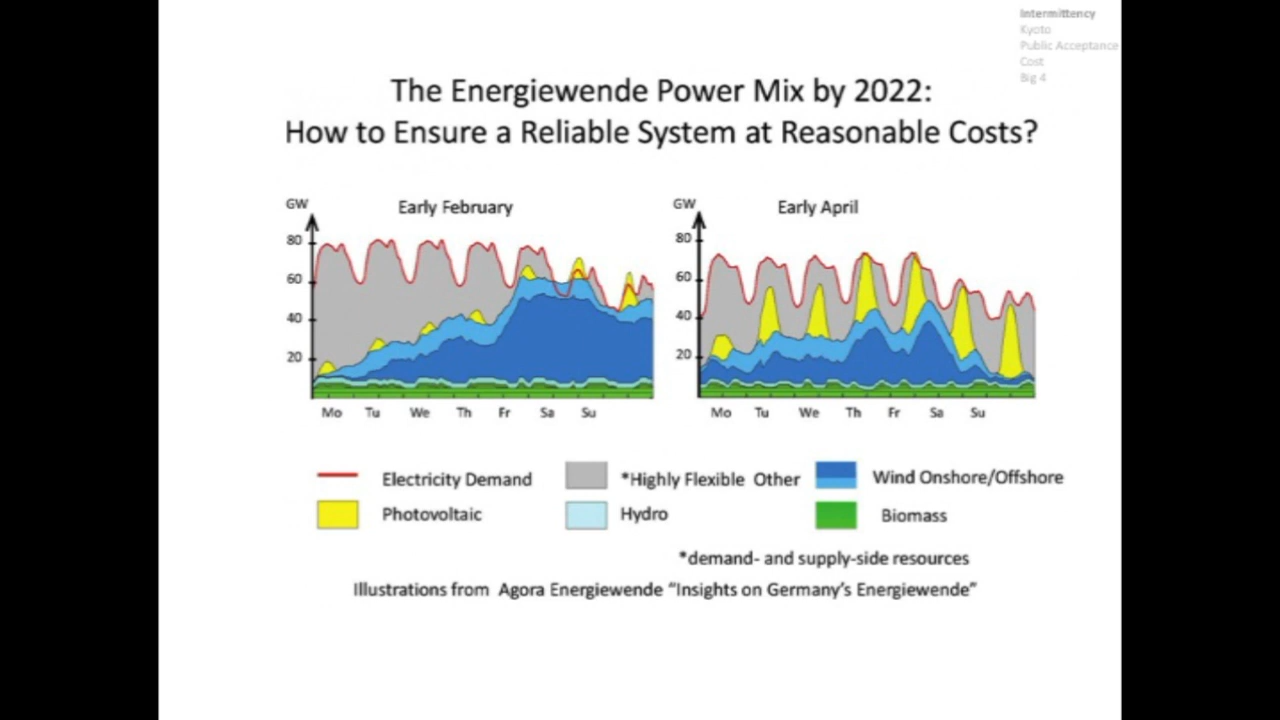 Intermittency
Kyoto
Public Acceptance
Cost
Big 4
The Energiewende Power Mix by 2022:
How to Ensure a Reliable System at Reasonable Costs?
GW
Early February
80
60
40
20
Mo Tu We Th Fr Sa Su
GW
Early April
80
60
40
20
Mo Tu We Th Fr Sa Su
Electricity Demand
*Highly Flexible Other
Wind Onshore/Offshore
Photovoltaic
Hydro
Biomass
*demand- and supply-side resources
Illustrations from Agora Energiewende “Insights on Germany’s Energiewende”